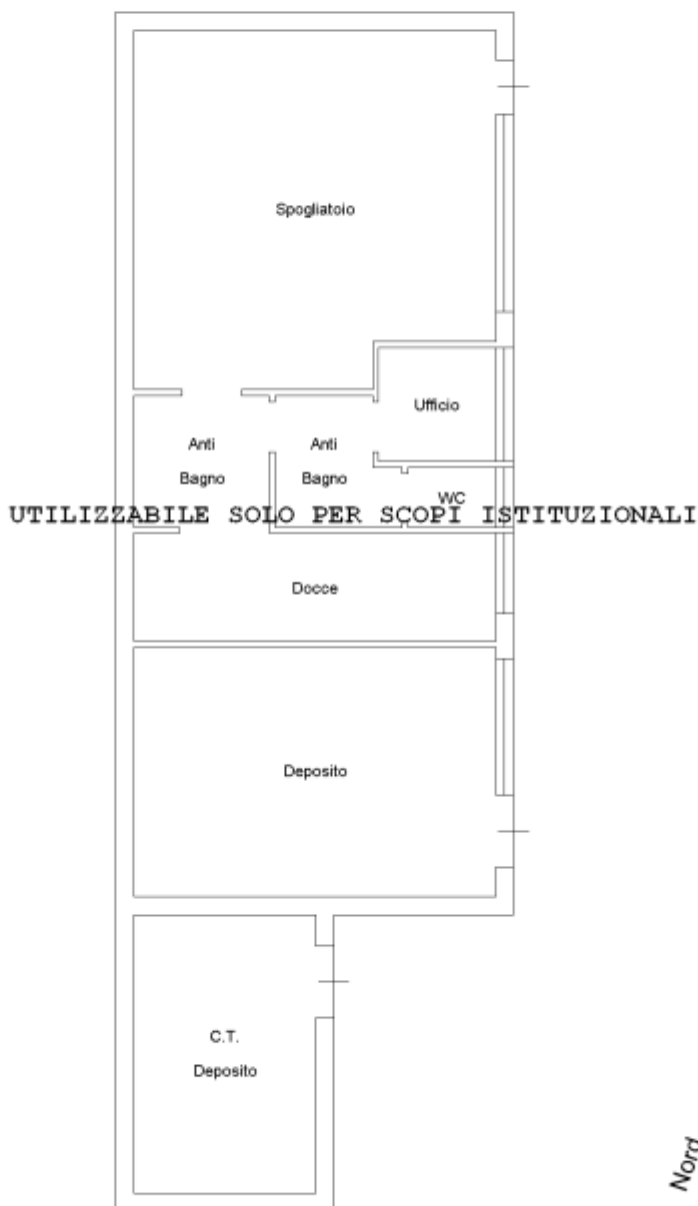 Spogliatoio
Ufficio
Anti
Bagno
Anti
Bagno
WC
UTILIZZABILE SOLO PER SCOPI ISTITUZIONALI
Docce
Deposito
C.T.
Deposito
Nord